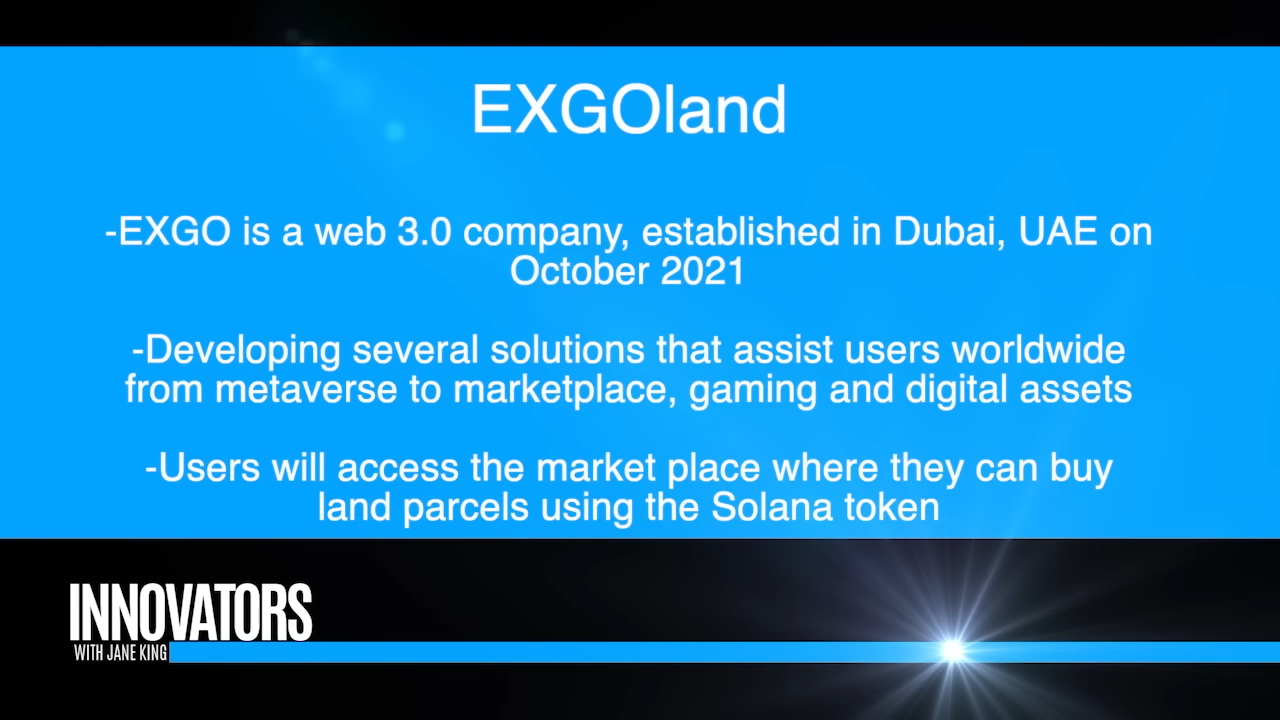 EXGOland
-EXGO is a web 3.0 company, established in Dubai, UAE on
October 2021
-Developing several solutions that assist users worldwide
from metaverse to marketplace, gaming and digital assets
-Users will access the market place where they can buy
land parcels using the Solana token
INNOVATORS
WITH JANE KING